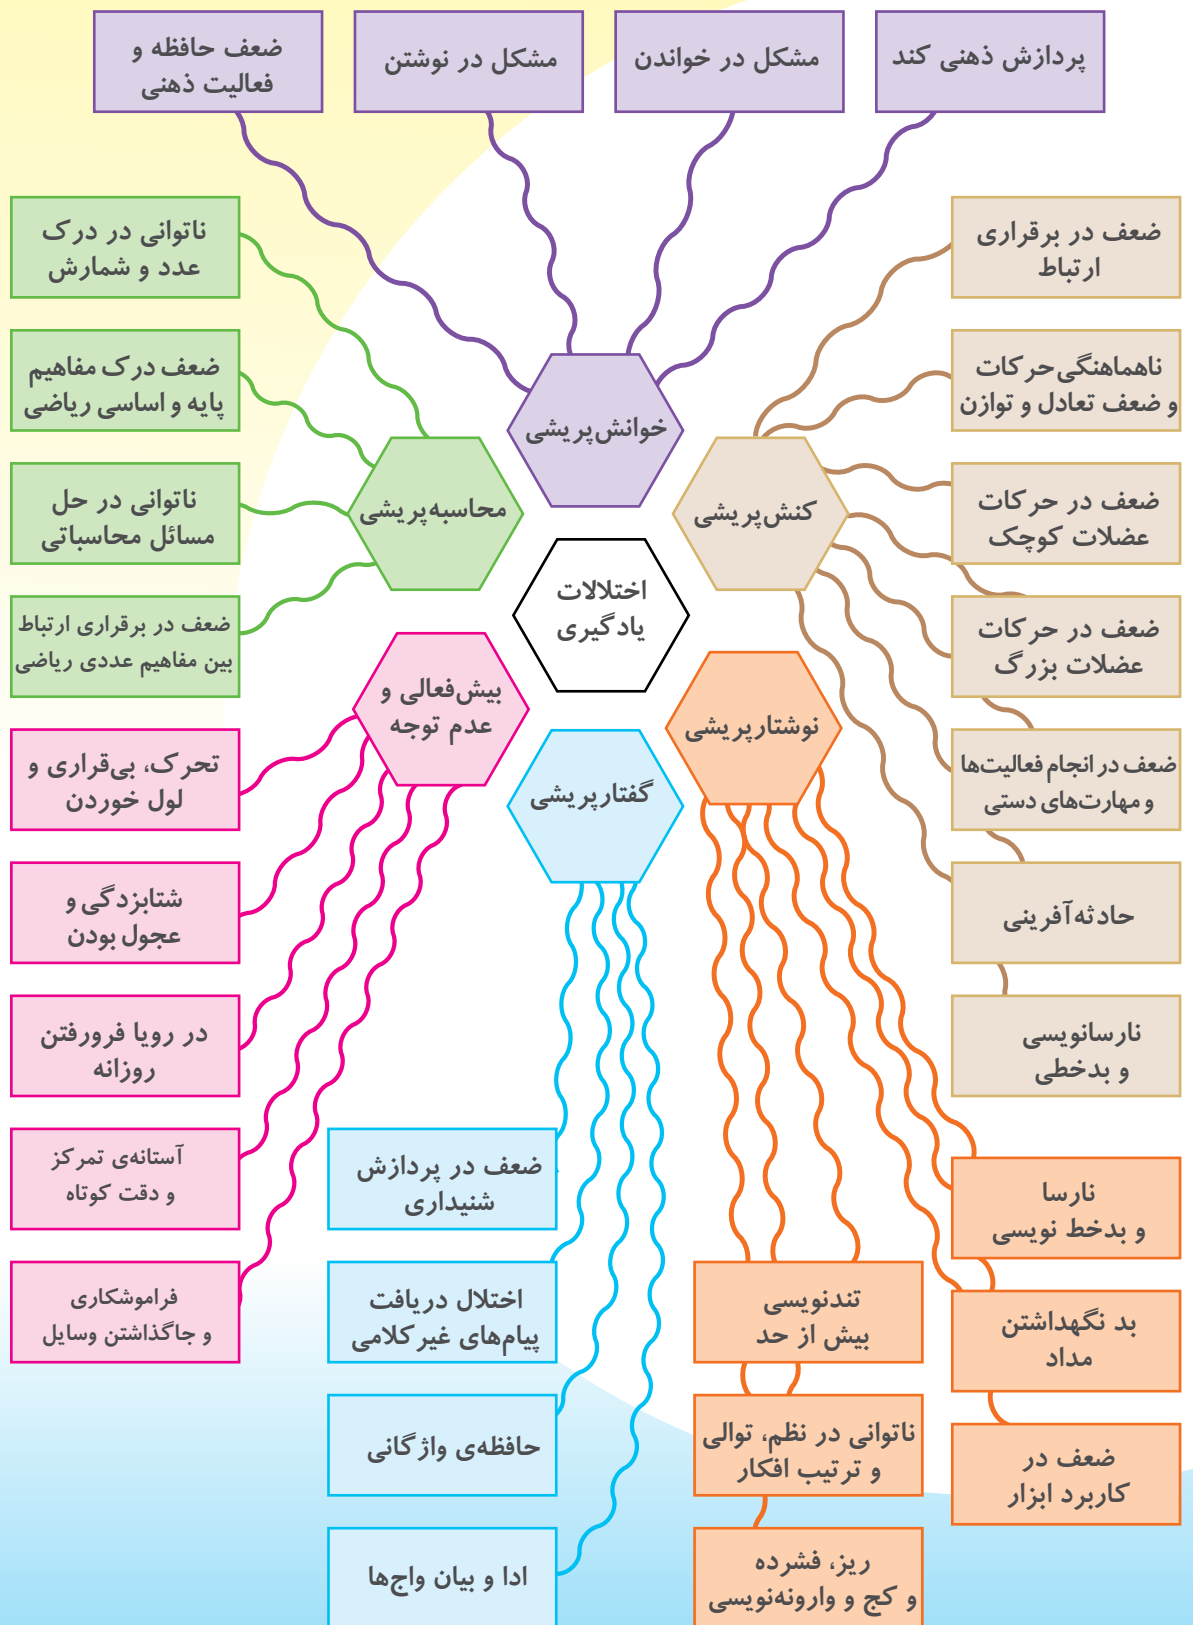 پردازش ذهنی کند
مشکل در خواندن
مشکل در نوشتن
ضعف حافظه و
فعالیت ذهنی
خوانش‌پریشی
ضعف در برقراری
ارتباط
ناهماهنگی حرکات
و ضعف تعادل و توازن
ضعف در حرکات
عضلات کوچک
ضعف در حرکات
عضلات بزرگ
ضعف در انجام فعالیت‌ها
و مهارت‌های دستی
حادثه‌آفرینی
نارسانویسی
و بدخطی
کنش‌پریشی
ناتوانی در درک
عدد و شمارش
ضعف درک مفاهیم
پایه و اساسی ریاضی
ناتوانی در حل
مسائل محاسباتی
ضعف در برقراری ارتباط
بین مفاهیم عددی ریاضی
محاسبه‌پریشی
اختلالات
یادگیری
نوشتارپریشی
بیش‌فعالی و
عدم توجه
گفتارپریشی
تحرک، بی‌قراری و
لول خوردن
شتابزدگی و
عجول بودن
در رویا فرورفتن
روزانه
آستانه‌ی تمرکز
و دقت کوتاه
فراموشکاری
و جاگذاشتن وسایل
ضعف در پردازش
شنیداری
اختلال دریافت
پیام‌های غیرکلامی
حافظه‌ی واژگانی
ادا و بیان واج‌ها
نارسا
و بدخط نویسی
بد نگهداشتن
مداد
ضعف در
کاربرد ابزار
تندنویسی
بیش از حد
ناتوانی در نظم، توالی
و ترتیب افکار
ریز، فشرده
و کج و وارونه‌نویسی